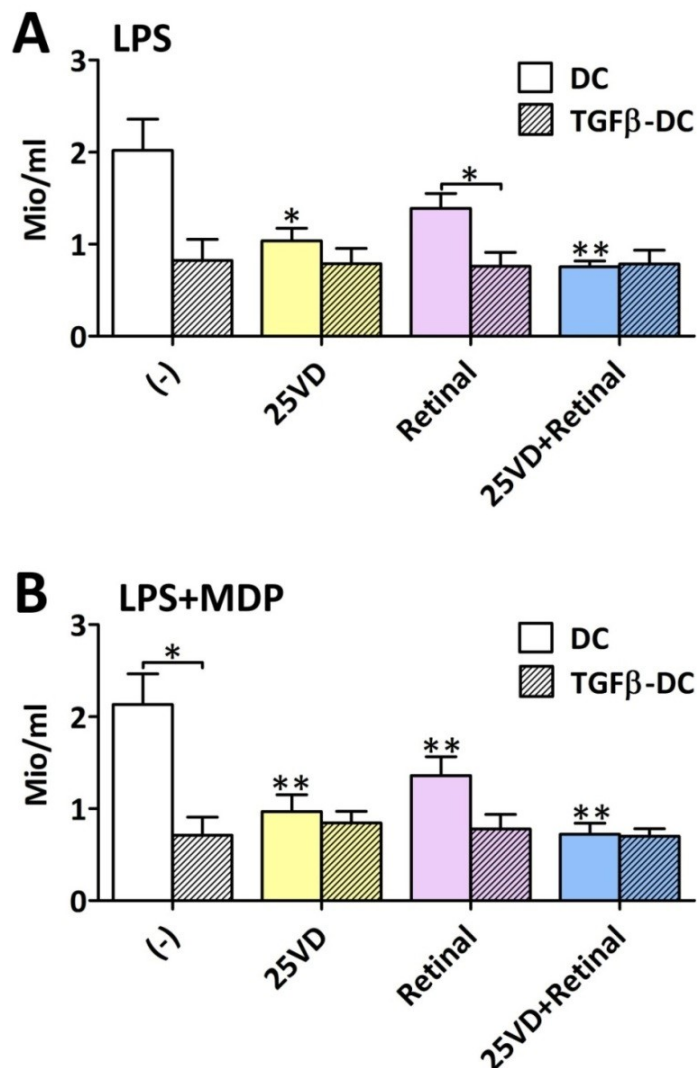 A LPS
3
2
1
0
Mio/ml
DC
TGFβ-DC
*
*
**
(-)
25VD
Retinal
25VD+Retinal
B LPS+MDP
3
2
1
0
Mio/ml
DC
TGFβ-DC
*
**
**
**
(-)
25VD
Retinal
25VD+Retinal